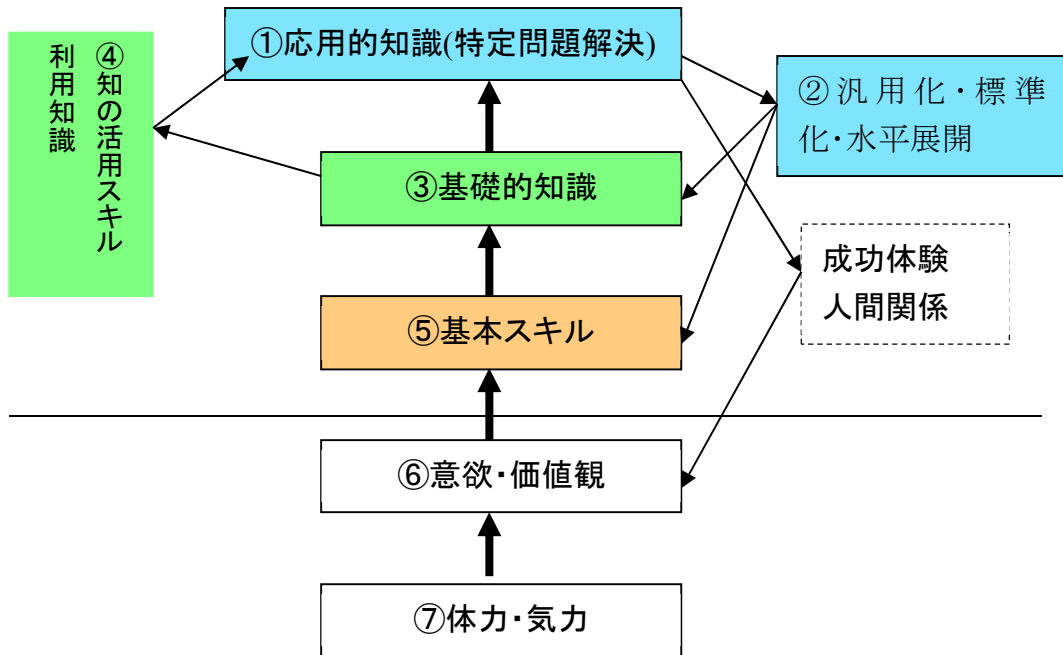 ①応用的知識(特定問題解決)
④知の活用スキル
利用知識
②汎用化・標準
化・水平展開
③基礎的知識
成功体験
人間関係
⑤基本スキル
⑥意欲・価値観
⑦体力・気力